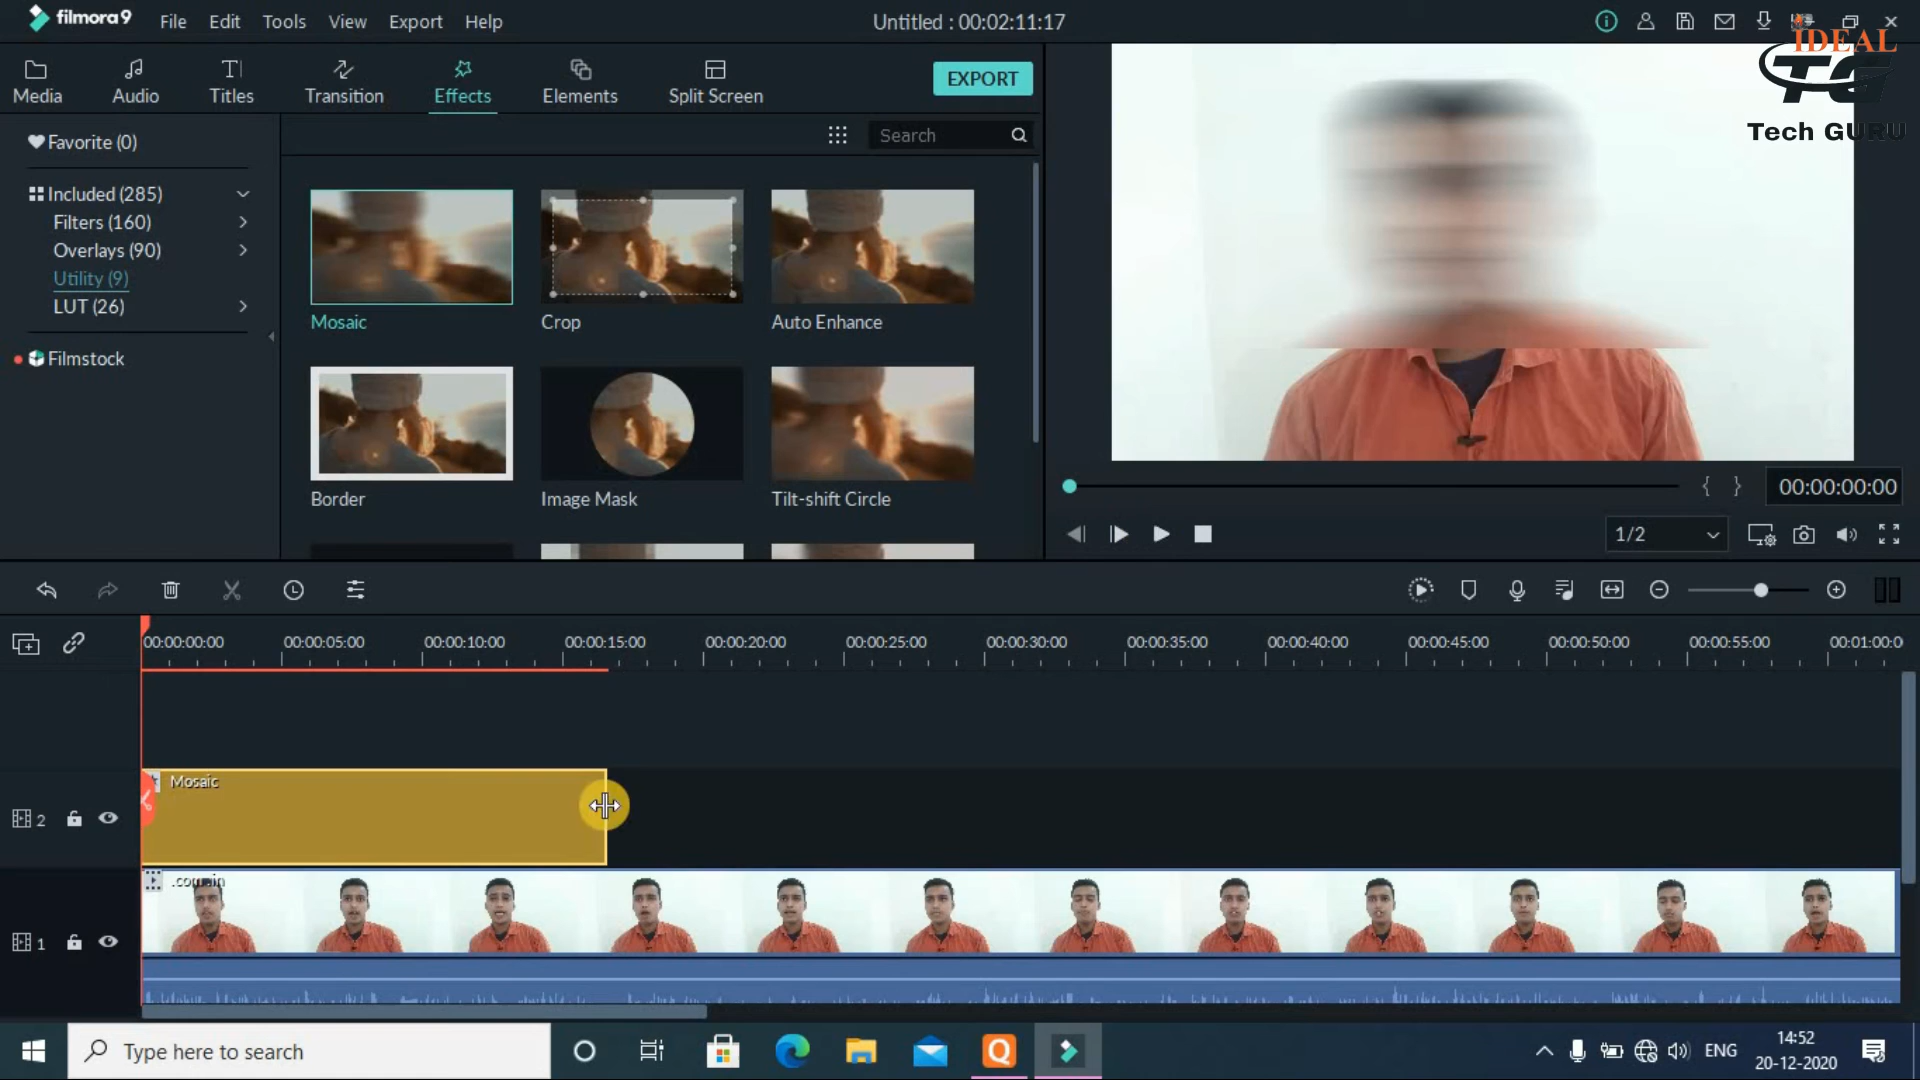 filmora9 File Edit Tools View Export Help
Untitled : 00:02:11:17
IDEAL
TG
Tech GURU
Media Audio Titles Transition Effects Elements Split Screen
EXPORT
Favorite (0)
Search
Included (285)
Filters (160)
Overlays (90)
Utility (9)
LUT (26)
Filmstock
Mosaic Crop Auto Enhance
Border Image Mask Tilt-shift Circle
{ } 00:00:00:00
1/2
00:00:00:00 00:00:05:00 00:00:10:00 00:00:15:00 00:00:20:00 00:00:25:00 00:00:30:00 00:00:35:00 00:00:40:00 00:00:45:00 00:00:50:00 00:00:55:00 00:01:00:0
Mosaic
2
.com.in
1
Type here to search
Q
ENG
14:52
20-12-2020